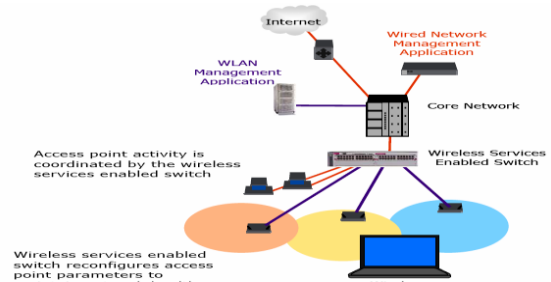 Internet
Wired Network
Management
Application
WLAN
Management
Application
Core Network
Access point activity is
coordinated by the wireless
services enabled switch
Wireless Services
Enabled Switch
Wireless services enabled
switch reconfigures access
point parameters to